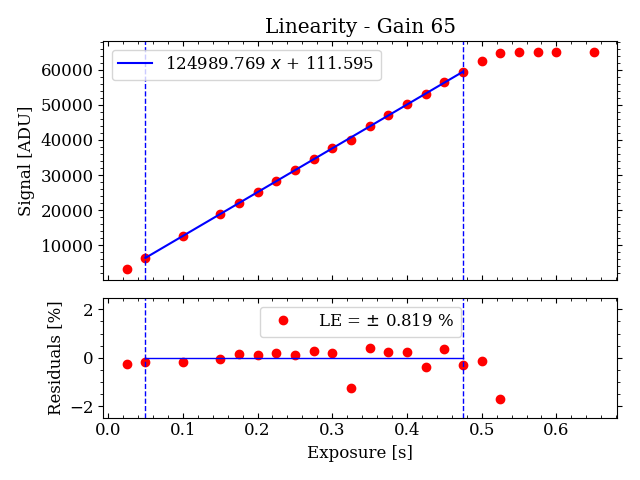 Linearity - Gain 65
124989.769 x + 111.595
Signal [ADU]
60000
50000
40000
30000
20000
10000
LE = ± 0.819 %
Residuals [%]
2
0
−2
0.0 0.1 0.2 0.3 0.4 0.5 0.6
Exposure [s]